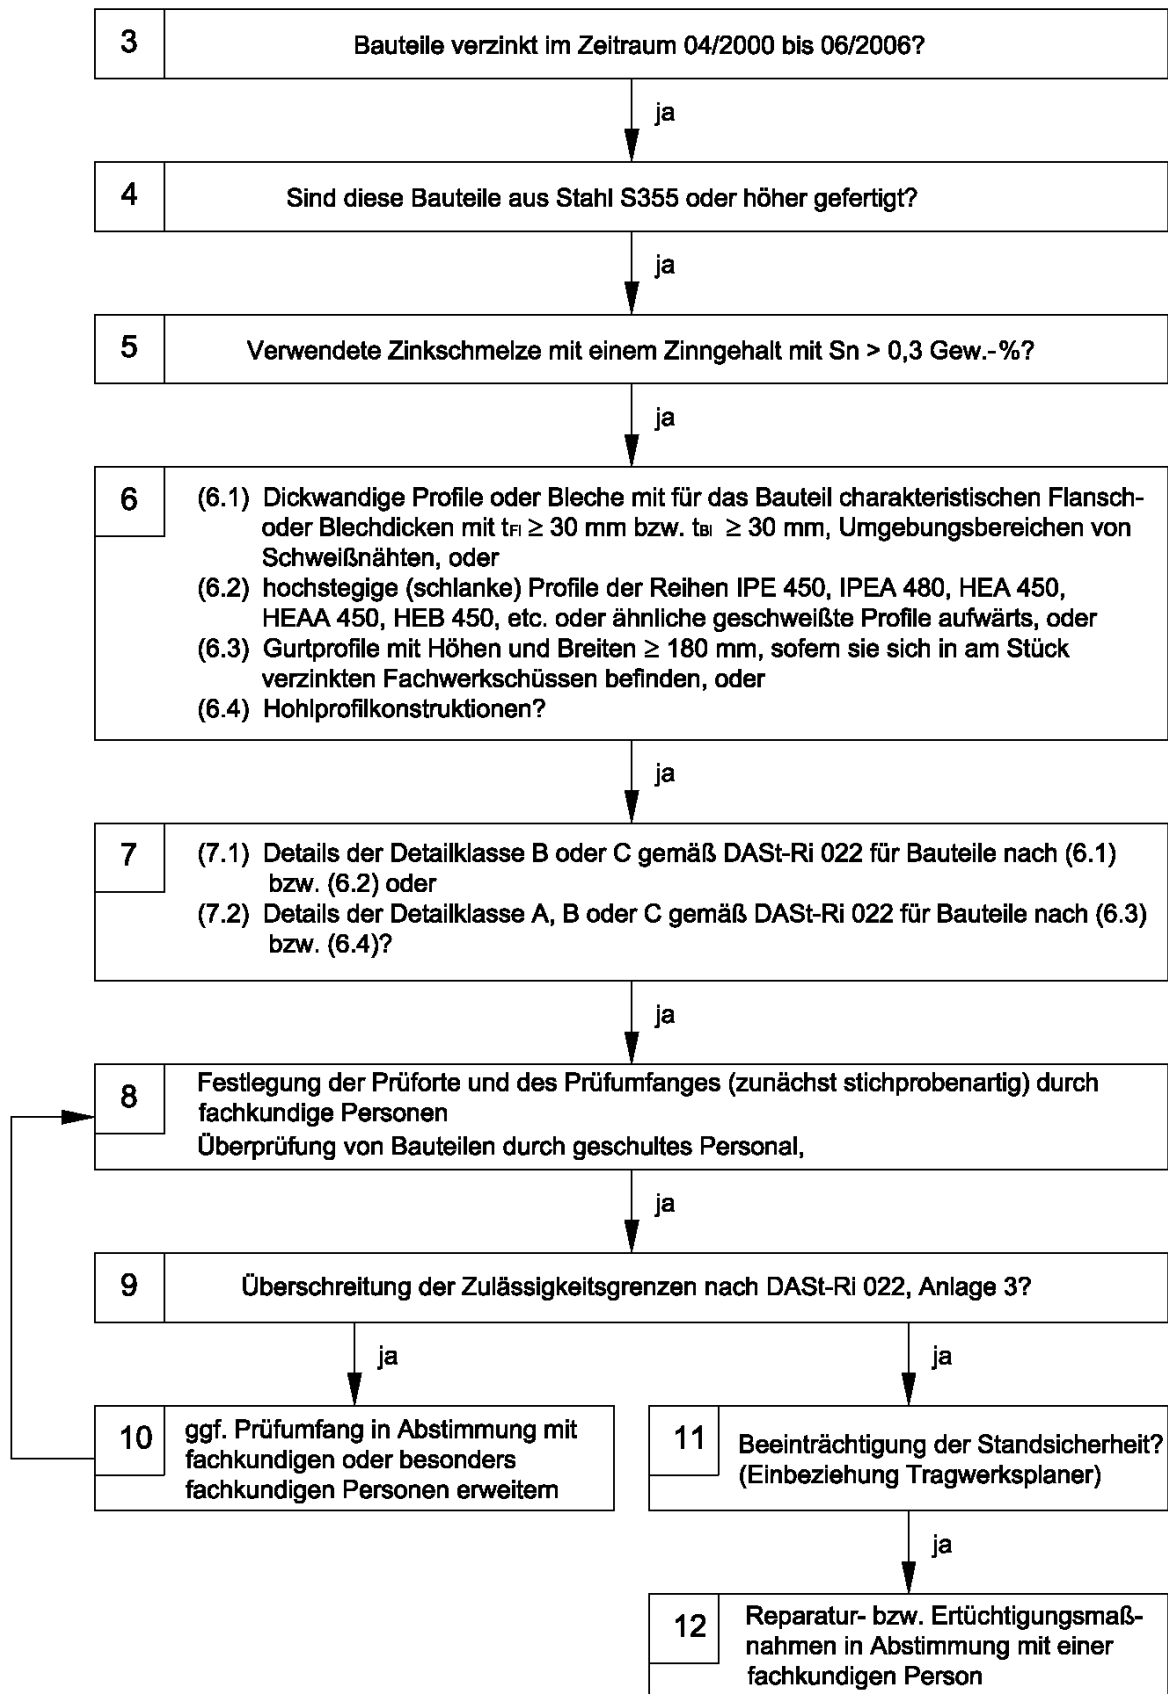 3
Bauteile verzinkt im Zeitraum 04/2000 bis 06/2006?
ja
4
Sind diese Bauteile aus Stahl S355 oder höher gefertigt?
ja
5
Verwendete Zinkschmelze mit einem Zinngehalt mit Sn > 0,3 Gew.-%?
ja
6
(6.1) Dickwandige Profile oder Bleche mit für das Bauteil charakteristischen Flansch-
oder Blechdicken mit tFl ≥ 30 mm bzw. tBl ≥ 30 mm, Umgebungsbereichen von
Schweißnähten, oder
(6.2) hochstegige (schlanke) Profile der Reihen IPE 450, IPEA 480, HEA 450,
HEAA 450, HEB 450, etc. oder ähnliche geschweißte Profile aufwärts, oder
(6.3) Gurtprofile mit Höhen und Breiten ≥ 180 mm, sofern sie sich in am Stück
verzinkten Fachwerkschüssen befinden, oder
(6.4) Hohlprofilkonstruktionen?
ja
7
(7.1) Details der Detailklasse B oder C gemäß DASt-Ri 022 für Bauteile nach (6.1)
bzw. (6.2) oder
(7.2) Details der Detailklasse A, B oder C gemäß DASt-Ri 022 für Bauteile nach (6.3)
bzw. (6.4)?
ja
8
Festlegung der Prüforte und des Prüfumfanges (zunächst stichprobenartig) durch
fachkundige Personen
Überprüfung von Bauteilen durch geschultes Personal,
ja
9
Überschreitung der Zulässigkeitsgrenzen nach DASt-Ri 022, Anlage 3?
ja
ja
10
ggf. Prüfumfang in Abstimmung mit
fachkundigen oder besonders
fachkundigen Personen erweitern
11
Beeinträchtigung der Standsicherheit?
(Einbeziehung Tragwerksplaner)
ja
12
Reparatur- bzw. Ertüchtigungsmaß-
nahmen in Abstimmung mit einer
fachkundigen Person